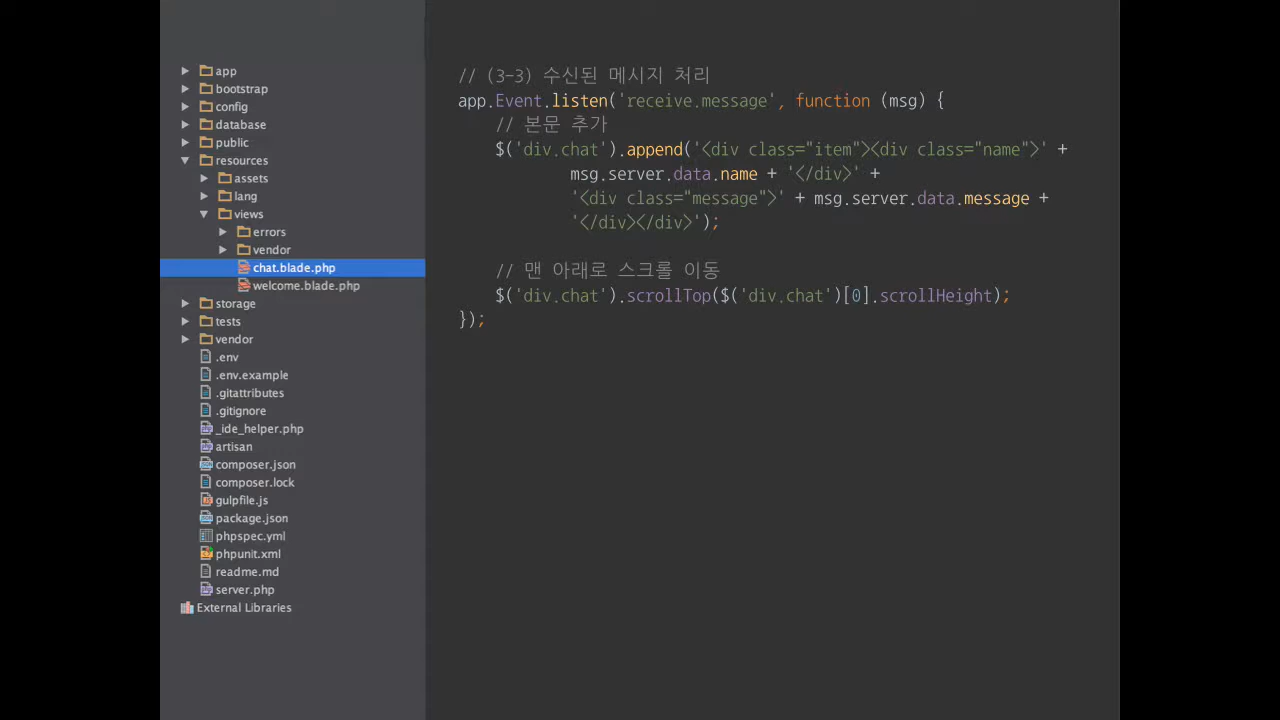 app
bootstrap
config
database
public
resources
assets
lang
views
errors
vendor
chat.blade.php
welcome.blade.php
storage
tests
vendor
.env
.env.example
.gitattributes
.gitignore
_ide_helper.php
artisan
composer.json
composer.lock
gulpfile.js
package.json
phpspec.yml
phpunit.xml
readme.md
server.php
External Libraries
// (3-3) 수신된 메시지 처리
app.Event.listen('receive.message', function (msg) {
// 본문 추가
$('div.chat').append('<div class="item"><div class="name">' +
msg.server.data.name + '</div>' +
'<div class="message">' + msg.server.data.message +
'</div></div>');
// 맨 아래로 스크롤 이동
$('div.chat').scrollTop($('div.chat')[0].scrollHeight);
});